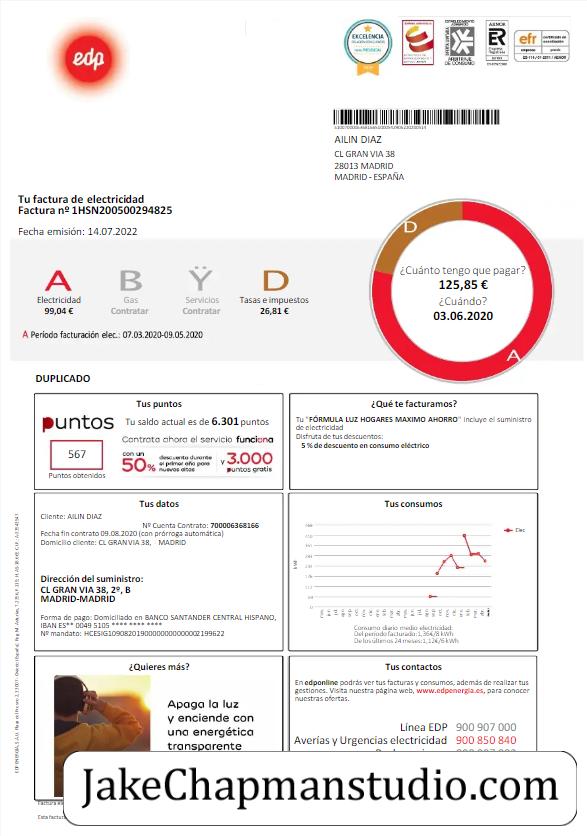 edp
EXCELENCIA
ARBITRAJE
DE CONSUMO
AENOR
ER
efr
AILIN DIAZ
CL GRAN VIA 38
28013 MADRID
MADRID - ESPAÑA
Tu factura de electricidad
Factura nº 1HSN200500294825
Fecha emisión: 14.07.2022
A
Electricidad
99,04 €
B
Gas
Contratar
Ÿ
Servicios
Contratar
D
Tasas e impuestos
26,81 €
A Período facturación elec.: 07.03.2020-09.05.2020
D
¿Cuánto tengo que pagar?
125,85 €
¿Cuándo?
03.06.2020
A
DUPLICADO
Tus puntos
puntos
Tu saldo actual es de 6.301 puntos
567
Puntos obtenidos
Contrata ahora el servicio funciona
con un
50%
descuento durante
el primer año para
nuevas altas
y 3.000
puntos gratis
¿Qué te facturamos?
Tu "FÓRMULA LUZ HOGARES MAXIMO AHORRO" incluye el suministro
de electricidad
Disfruta de tus descuentos:
5 % de descuento en consumo eléctrico
Tus datos
Cliente: AILIN DIAZ
Nº Cuenta Contrato: 700006368166
Fecha fin contrato 09.08.2020 (con prórroga automática)
Domicilio cliente: CL GRAN VIA 38, MADRID
Dirección del suministro:
CL GRAN VIA 38, 2º, B
MADRID-MADRID
Forma de pago: Domiciliado en BANCO SANTANDER CENTRAL HISPANO,
IBAN ES** 0049 5105 **** **** ****
Nº mandato: HCESIG10908201900000000000002199622
Tus consumos
Elec
kWh
Consumo diario medio electricidad:
Del periodo facturado:1,36€/8 kWh
De los últimos 24 meses:1,12€/6 kWh
¿Quieres más?
Apaga la luz
y enciende con
una energética
transparente
Tus contactos
En edponline podrás ver tus facturas y consumos, además de realizar tus
gestiones. Visita nuestra página web, www.edpenergia.es, para conocer
nuestras ofertas.
Línea EDP 900 907 000
Averías y Urgencias electricidad 900 850 840
JakeChapmanstudio.com